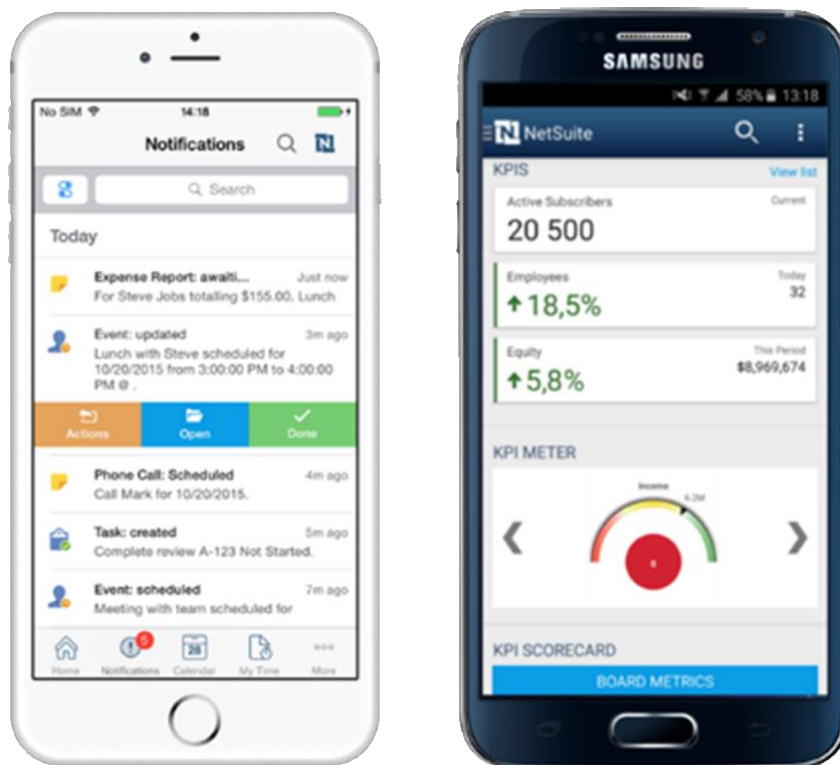 No SIM
14:18
Notifications
N
Search
Today
Expense Report: awaiti...
Just now
For Steve Jobs totalling $155.00. Lunch
Event: updated
3m ago
Lunch with Steve scheduled for
10/20/2015 from 3:00:00 PM to 4:00:00
PM @ .
Actions
Open
Done
Phone Call: Scheduled
4m ago
Call Mark for 10/20/2015.
Task: created
5m ago
Complete review A-123 Not Started.
Event: scheduled
7m ago
Meeting with team scheduled for
5
28
Home
Notifications
Calendar
My Time
More
SAMSUNG
58% 13:18
N NetSuite
KPIS
View list
Active Subscribers
Current
20 500
Employees
Today
18,5%
32
Equity
This Period
5,8%
$8,969,674
KPI METER
Income
6.2M
KPI SCORECARD
BOARD METRICS